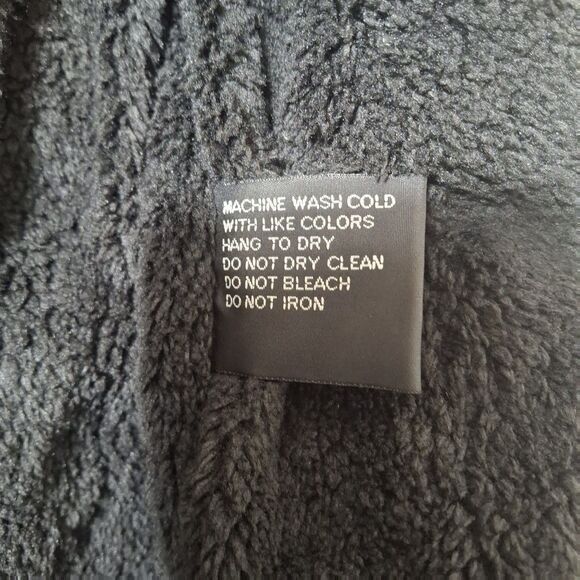 MACHINE WASH COLD
WITH LIKE COLORS
HANG TO DRY
DO NOT DRY CLEAN
DO NOT BLEACH
DO NOT IRON